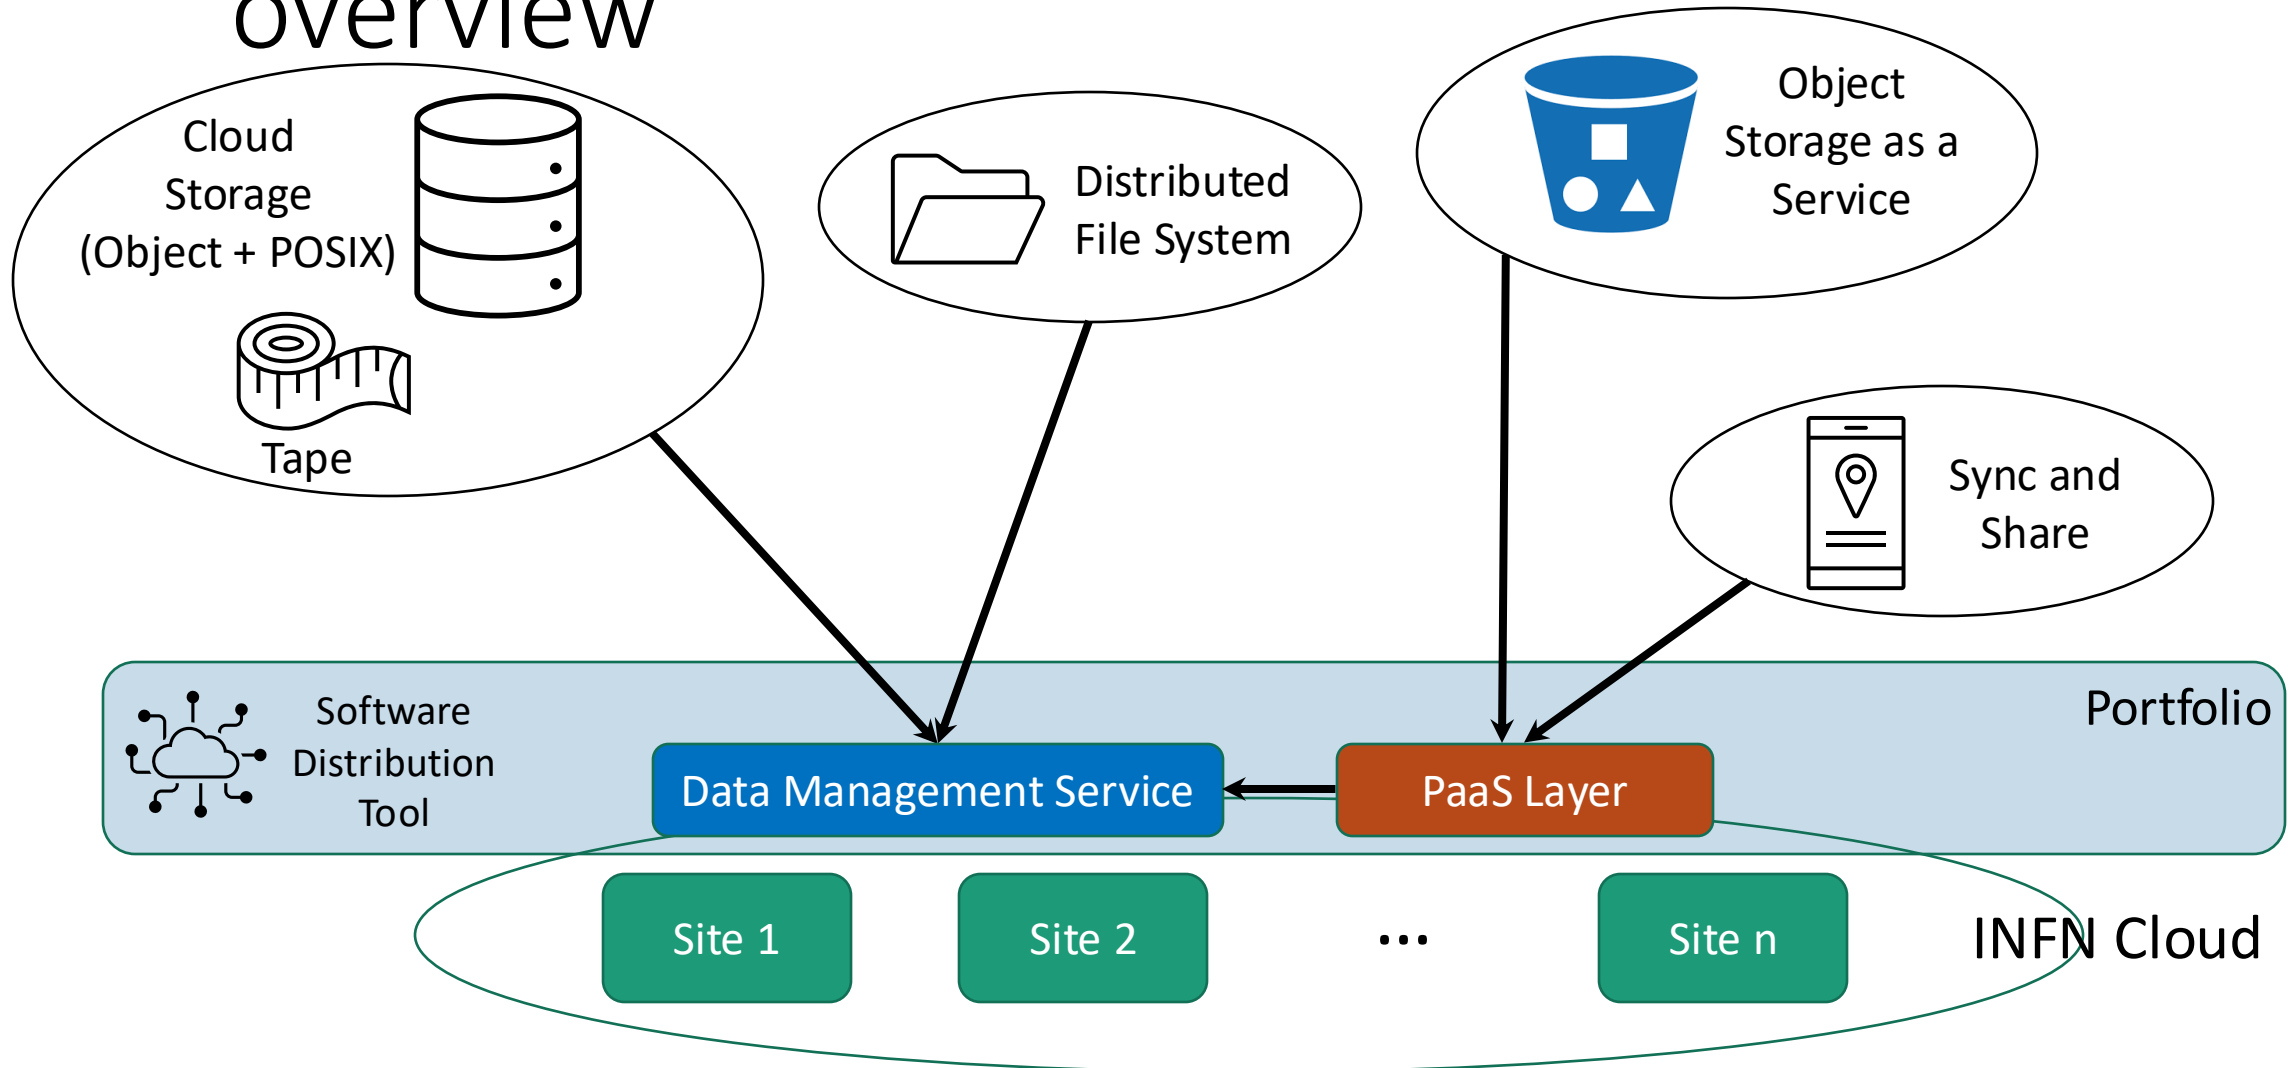 overview
Cloud
Storage
(Object + POSIX)
Tape
Distributed
File System
Object
Storage as a
Service
Sync and
Share
Software
Distribution
Tool
Portfolio
Data Management Service
PaaS Layer
Site 1
Site 2
...
Site n
INFN Cloud